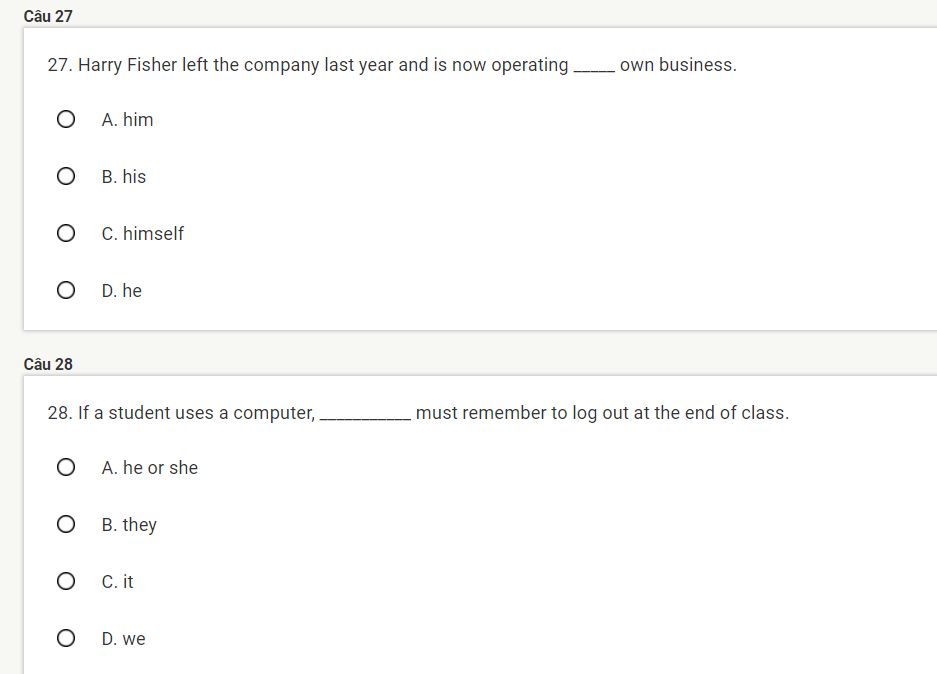 Câu 27
27. Harry Fisher left the company last year and is now operating _____ own business.
A. him
B. his
C. himself
D. he
Câu 28
28. If a student uses a computer, ___________ must remember to log out at the end of class.
A. he or she
B. they
C. it
D. we